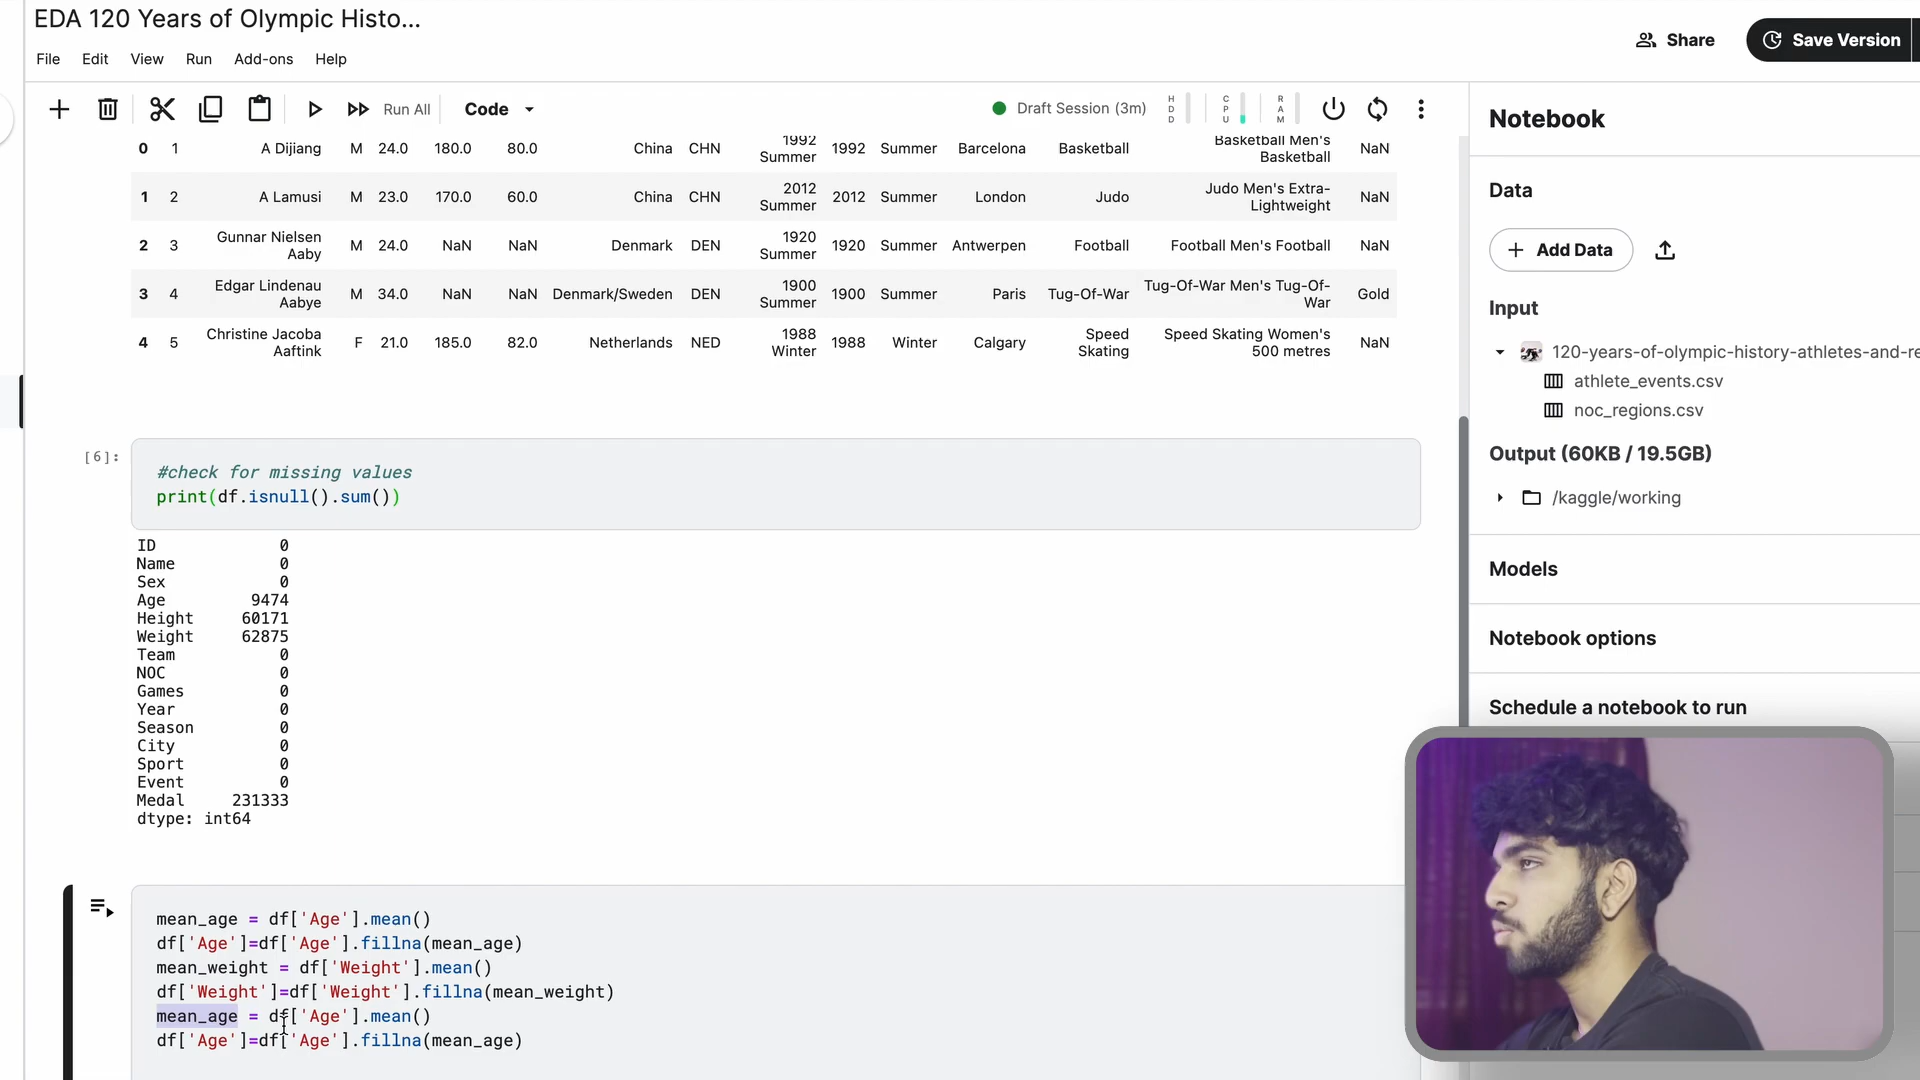 EDA 120 Years of Olympic Histo...
File Edit View Run Add-ons Help
Share
Save Version
Run All
Code
Draft Session (3m)
HDD
CPU
RAM
0 1 A Dijiang M 24.0 180.0 80.0 China CHN 1992 Summer 1992 Summer Barcelona Basketball Basketball Men's Basketball NaN
1 2 A Lamusi M 23.0 170.0 60.0 China CHN 2012 Summer 2012 Summer London Judo Judo Men's Extra-Lightweight NaN
2 3 Gunnar Nielsen Aaby M 24.0 NaN NaN Denmark DEN 1920 Summer 1920 Summer Antwerpen Football Football Men's Football NaN
3 4 Edgar Lindenau Aabye M 34.0 NaN NaN Denmark/Sweden DEN 1900 Summer 1900 Summer Paris Tug-Of-War Tug-Of-War Men's Tug-Of-War Gold
4 5 Christine Jacoba Aaftink F 21.0 185.0 82.0 Netherlands NED 1988 Winter 1988 Winter Calgary Speed Skating Speed Skating Women's 500 metres NaN
[6]:
#check for missing values
print(df.isnull().sum())
ID 0
Name 0
Sex 0
Age 9474
Height 60171
Weight 62875
Team 0
NOC 0
Games 0
Year 0
Season 0
City 0
Sport 0
Event 0
Medal 231333
dtype: int64
mean_age = df['Age'].mean()
df['Age']=df['Age'].fillna(mean_age)
mean_weight = df['Weight'].mean()
df['Weight']=df['Weight'].fillna(mean_weight)
mean_age = df['Age'].mean()
df['Age']=df['Age'].fillna(mean_age)
Notebook
Data
Add Data
Input
120-years-of-olympic-history-athletes-and-re
athlete_events.csv
noc_regions.csv
Output (60KB / 19.5GB)
/kaggle/working
Models
Notebook options
Schedule a notebook to run